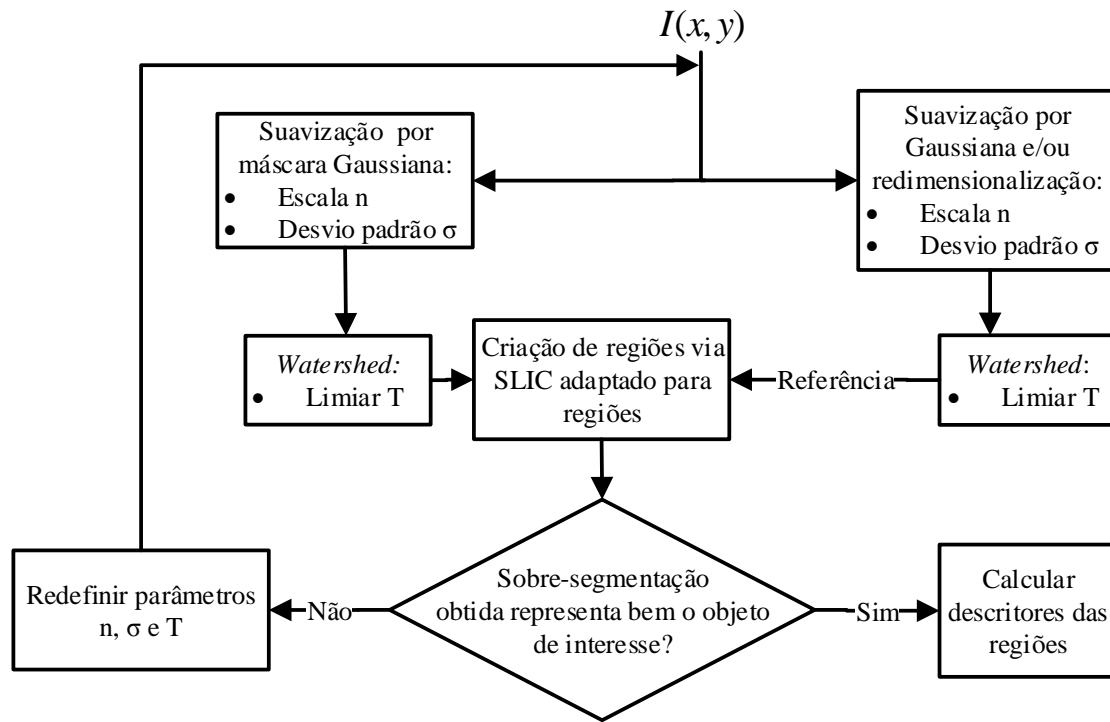 I(x, y)
Suavização por
máscara Gaussiana:
• Escala n
• Desvio padrão σ
Suavização por
Gaussiana e/ou
redimensionalização:
• Escala n
• Desvio padrão σ
Watershed:
• Limiar T
Criação de regiões via
SLIC adaptado para
regiões
Referência
Watershed:
• Limiar T
Redefinir parâmetros
n, σ e T
Não
Sobre-segmentação
obtida representa bem o objeto
de interesse?
Sim
Calcular
descritores das
regiões